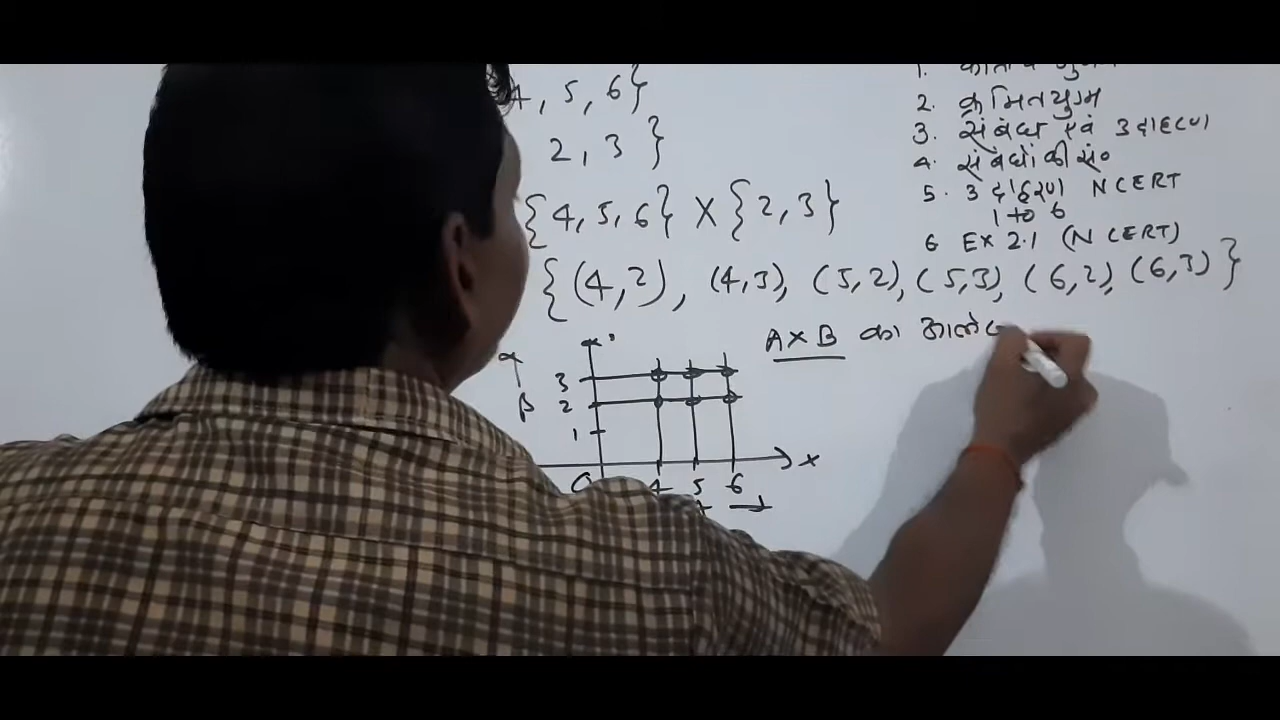 4, 5, 6}
2, 3 }
{4, 5, 6} X {2, 3}
{(4,2), (4,3), (5,2), (5,3), (6,2), (6,3)}
1.
2. क्रमितयुग्म
3. संबंध एवं उदाहरण
4. संबंधों की सं०
5. उदाहरण NCERT
1 to 6
6 Ex 2.1 (NCERT)
A×B का आले
3
B 2
1
X
4 5 6